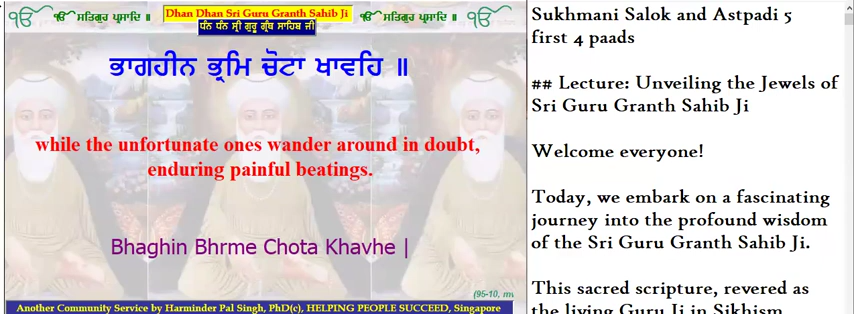 ੴ ੴ ਸਤਿਗੁਰ ਪ੍ਰਸਾਦਿ ॥ Dhan Dhan Sri Guru Granth Sahib Ji ੴ ਸਤਿਗੁਰ ਪ੍ਰਸਾਦਿ ॥ ੴ
ਧੰਨ ਧੰਨ ਸ੍ਰੀ ਗੁਰੂ ਗ੍ਰੰਥ ਸਾਹਿਬ ਜੀ
ਭਾਗਹੀਨ ਭ੍ਰਮਿ ਚੋਟਾ ਖਾਵਹਿ ॥
while the unfortunate ones wander around in doubt,
enduring painful beatings.
Bhaghin Bhrme Chota Khavhe |
(95-10,
Another Community Service by Harminder Pal Singh, PhD(c), HELPING PEOPLE SUCCEED, Singapore
Sukhmani Salok and Astpadi 5
first 4 paads
## Lecture: Unveiling the Jewels of
Sri Guru Granth Sahib Ji
Welcome everyone!
Today, we embark on a fascinating
journey into the profound wisdom
of the Sri Guru Granth Sahib Ji.
This sacred scripture, revered as
the living Guru Ji in Sikhism